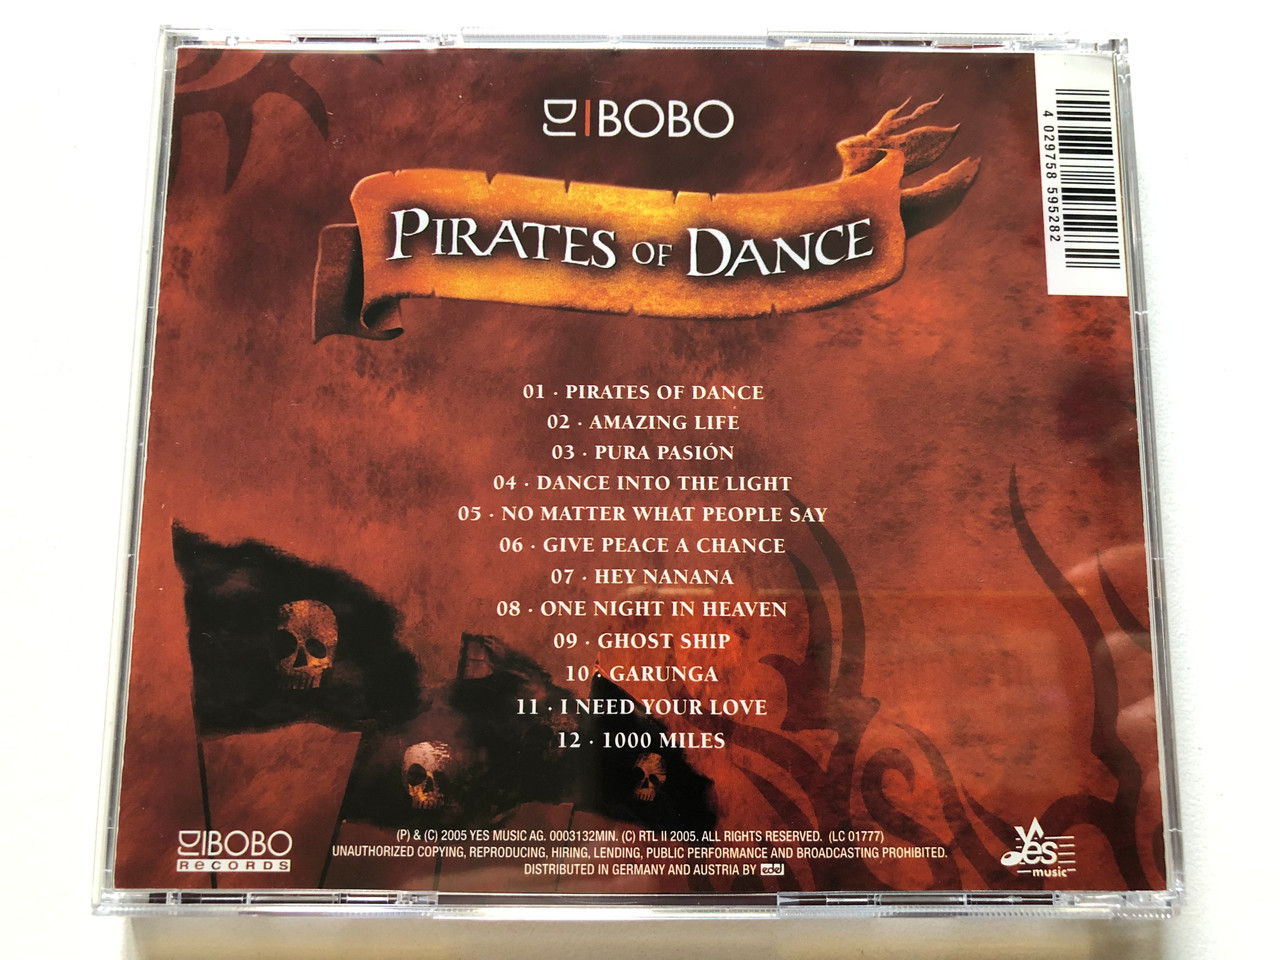 DJ BOBO
4 029758 595282
PIRATES OF DANCE
01 · PIRATES OF DANCE
02 · AMAZING LIFE
03 · PURA PASIÓN
04 · DANCE INTO THE LIGHT
05 · NO MATTER WHAT PEOPLE SAY
06 · GIVE PEACE A CHANCE
07 · HEY NANANA
08 · ONE NIGHT IN HEAVEN
09 · GHOST SHIP
10 · GARUNGA
11 · I NEED YOUR LOVE
12 · 1000 MILES
DJ BOBO
RECORDS
(P) & (C) 2005 YES MUSIC AG. 0003132MIN. (C) RTL II 2005. ALL RIGHTS RESERVED. (LC 01777)
UNAUTHORIZED COPYING, REPRODUCING, HIRING, LENDING, PUBLIC PERFORMANCE AND BROADCASTING PROHIBITED.
DISTRIBUTED IN GERMANY AND AUSTRIA BY edel
yes
music